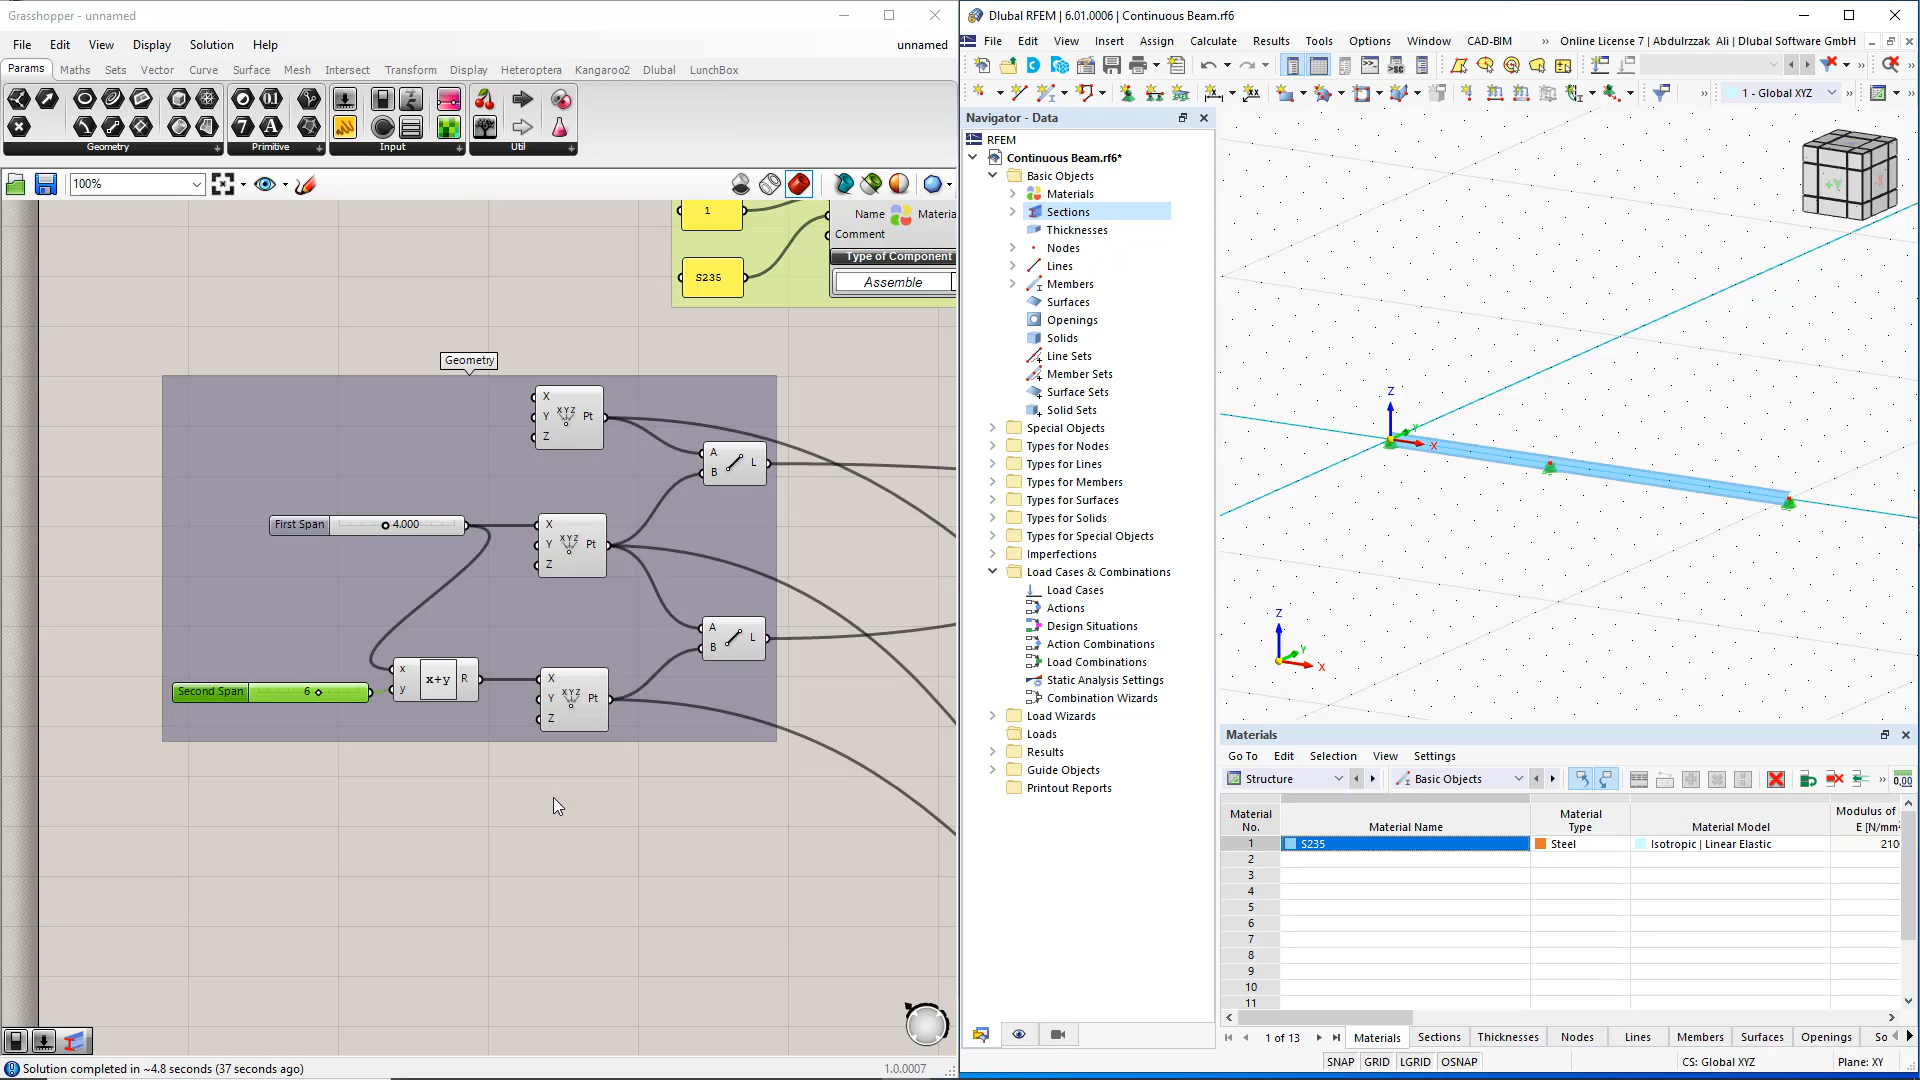 Grasshopper - unnamed
File Edit View Display Solution Help unnamed
Params Maths Sets Vector Curve Surface Mesh Intersect Transform Display Heteroptera Kangaroo2 Dlubal LunchBox
Geometry Primitive Input Util
100%
1
Name Materia
Comment
Type of Component
S235
Assemble
Geometry
X
Y XYZ Pt
Z
A
B L
First Span 4.000
X
Y XYZ Pt
Z
A
B L
Second Span 6
x
y x+y R
X
Y XYZ Pt
Z
Solution completed in ~4.8 seconds (37 seconds ago) 1.0.0007
Dlubal RFEM | 6.01.0006 | Continuous Beam.rf6
File Edit View Insert Assign Calculate Results Tools Options Window CAD-BIM Online License 7 | Abdulrzzak Ali | Dlubal Software GmbH
1 - Global XYZ
Navigator - Data
RFEM
Continuous Beam.rf6*
Basic Objects
Materials
Sections
Thicknesses
Nodes
Lines
Members
Surfaces
Openings
Solids
Line Sets
Member Sets
Surface Sets
Solid Sets
Special Objects
Types for Nodes
Types for Lines
Types for Members
Types for Surfaces
Types for Solids
Types for Special Objects
Imperfections
Load Cases & Combinations
Load Cases
Actions
Design Situations
Action Combinations
Load Combinations
Static Analysis Settings
Combination Wizards
Load Wizards
Loads
Results
Guide Objects
Printout Reports
+Y -X
Z
Y
X
Z
Y
X
Materials
Go To Edit Selection View Settings
Structure Basic Objects 0,00
Material No. Material Name Material Type Material Model Modulus of E [N/mm²
1 S235 Steel Isotropic | Linear Elastic 2100
2
3
4
5
6
7
8
9
10
11
1 of 13 Materials Sections Thicknesses Nodes Lines Members Surfaces Openings So
SNAP GRID LGRID OSNAP CS: Global XYZ Plane: XY